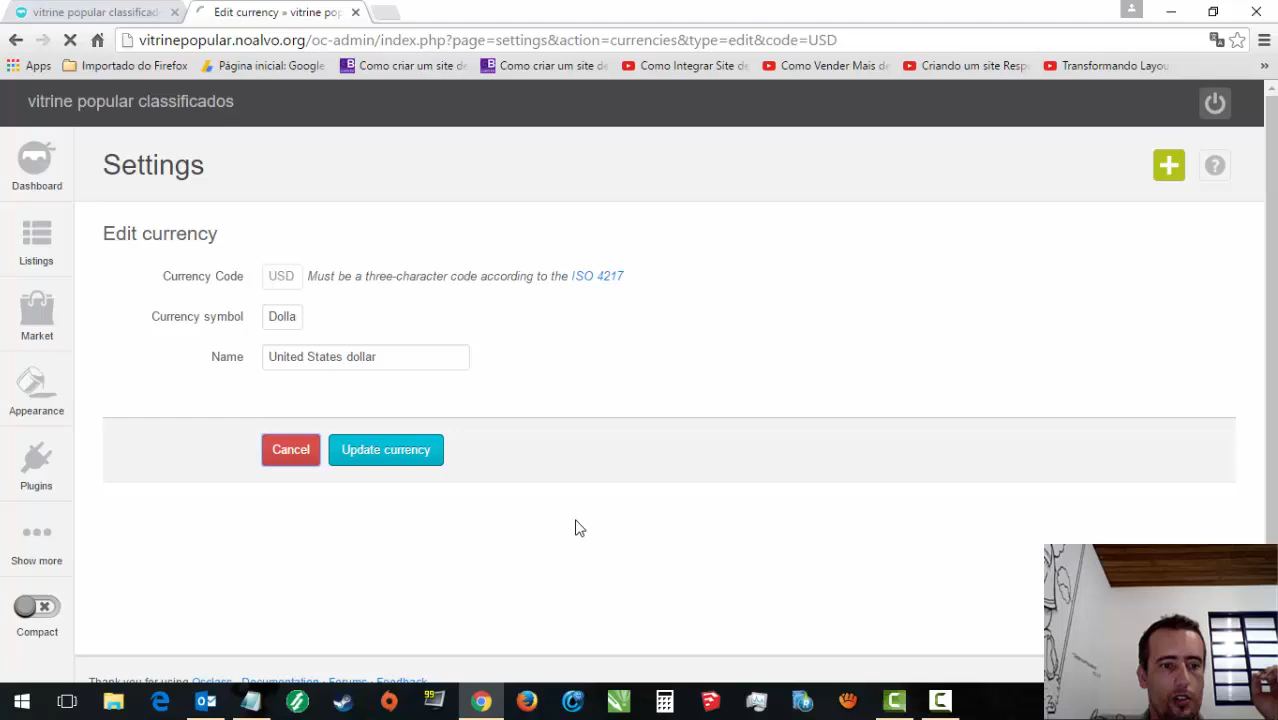 vitrine popular classificad
Edit currency » vitrine pop
vitrinepopular.noalvo.org/oc-admin/index.php?page=settings&action=currencies&type=edit&code=USD
Apps
Importado do Firefox
Página inicial: Google
Como criar um site de
Como criar um site de
Como Integrar Site de
Como Vender Mais de
Criando um site Resp
Transformando Layou
vitrine popular classificados
Dashboard
Settings
Listings
Edit currency
Currency Code USD Must be a three-character code according to the ISO 4217
Market
Currency symbol Dolla
Name United States dollar
Appearance
Cancel Update currency
Plugins
Show more
Compact
Thank you for using Osclass - Documentation - Forums - Feedback
99